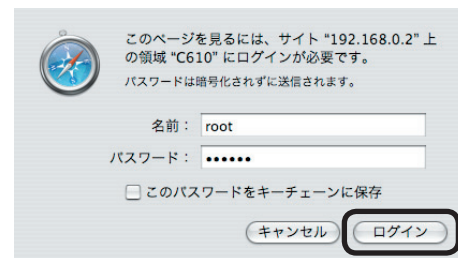 このページを見るには、サイト "192.168.0.2" 上
の領域 "C610" にログインが必要です。
パスワードは暗号化されずに送信されます。
名前： root
パスワード： ••••••
このパスワードをキーチェーンに保存
キャンセル ログイン